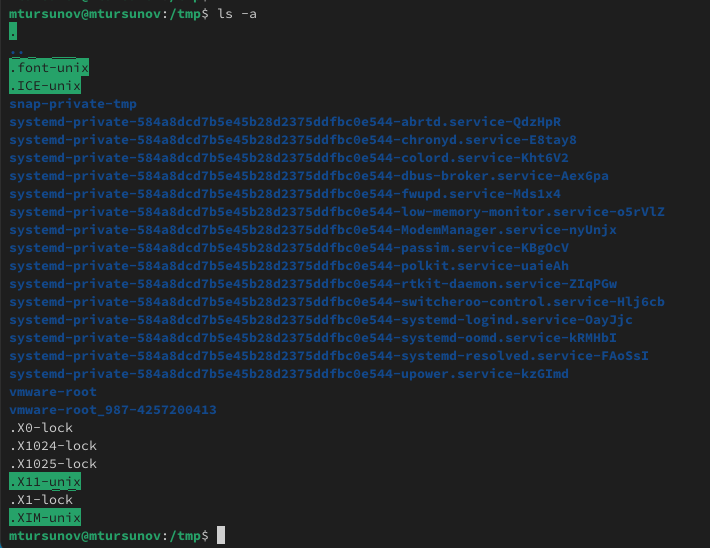 mtursunov@mtursunov:/tmp$ ls -a
.
..
.font-unix
.ICE-unix
snap-private-tmp
systemd-private-584a8dcd7b5e45b28d2375ddfbc0e544-abrtd.service-QdzHpR
systemd-private-584a8dcd7b5e45b28d2375ddfbc0e544-chronyd.service-E8tay8
systemd-private-584a8dcd7b5e45b28d2375ddfbc0e544-colord.service-Kht6V2
systemd-private-584a8dcd7b5e45b28d2375ddfbc0e544-dbus-broker.service-Aex6pa
systemd-private-584a8dcd7b5e45b28d2375ddfbc0e544-fwupd.service-Mds1x4
systemd-private-584a8dcd7b5e45b28d2375ddfbc0e544-low-memory-monitor.service-o5rVlZ
systemd-private-584a8dcd7b5e45b28d2375ddfbc0e544-ModemManager.service-nyUnjx
systemd-private-584a8dcd7b5e45b28d2375ddfbc0e544-passim.service-KBgOcV
systemd-private-584a8dcd7b5e45b28d2375ddfbc0e544-polkit.service-uaieAh
systemd-private-584a8dcd7b5e45b28d2375ddfbc0e544-rtkit-daemon.service-ZIqPGw
systemd-private-584a8dcd7b5e45b28d2375ddfbc0e544-switcheroo-control.service-Hlj6cb
systemd-private-584a8dcd7b5e45b28d2375ddfbc0e544-systemd-logind.service-OayJjc
systemd-private-584a8dcd7b5e45b28d2375ddfbc0e544-systemd-oomd.service-kRMHbI
systemd-private-584a8dcd7b5e45b28d2375ddfbc0e544-systemd-resolved.service-FAoSsI
systemd-private-584a8dcd7b5e45b28d2375ddfbc0e544-upower.service-kzGImd
vmware-root
vmware-root_987-4257200413
.X0-lock
.X1024-lock
.X1025-lock
.X11-unix
.X1-lock
.XIM-unix
mtursunov@mtursunov:/tmp$